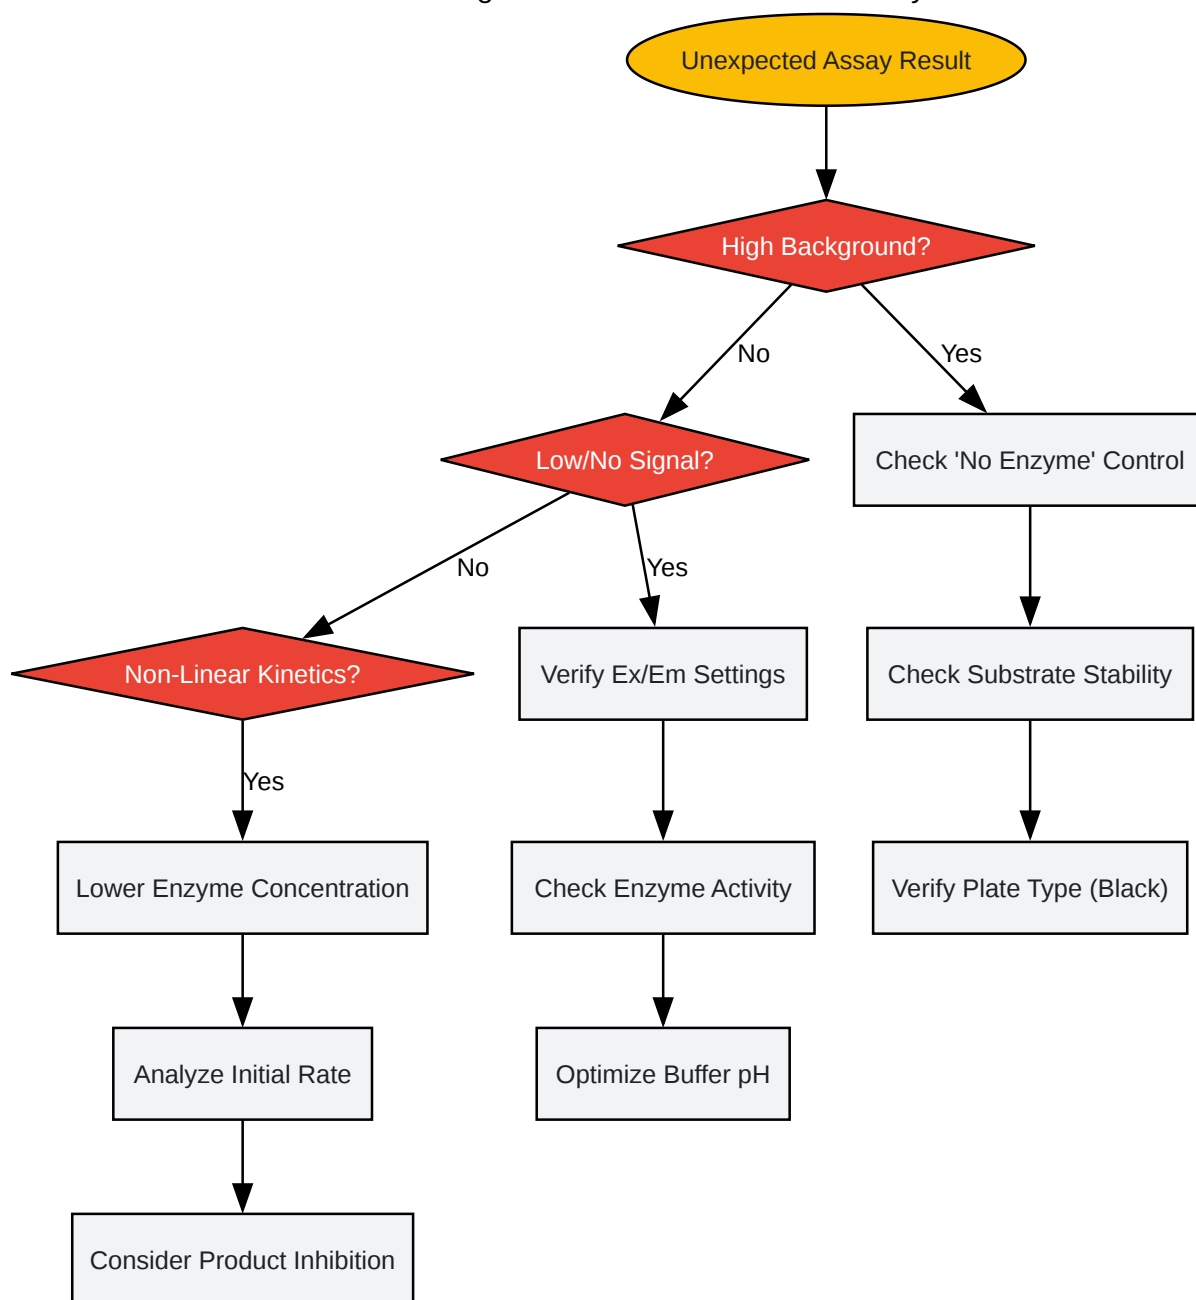 Unexpected Assay Result
High Background?
No
Yes
Low/No Signal?
Check 'No Enzyme' Control
No
Yes
Non-Linear Kinetics?
Verify Ex/Em Settings
Check Substrate Stability
Yes
Lower Enzyme Concentration
Check Enzyme Activity
Verify Plate Type (Black)
Analyze Initial Rate
Optimize Buffer pH
Consider Product Inhibition